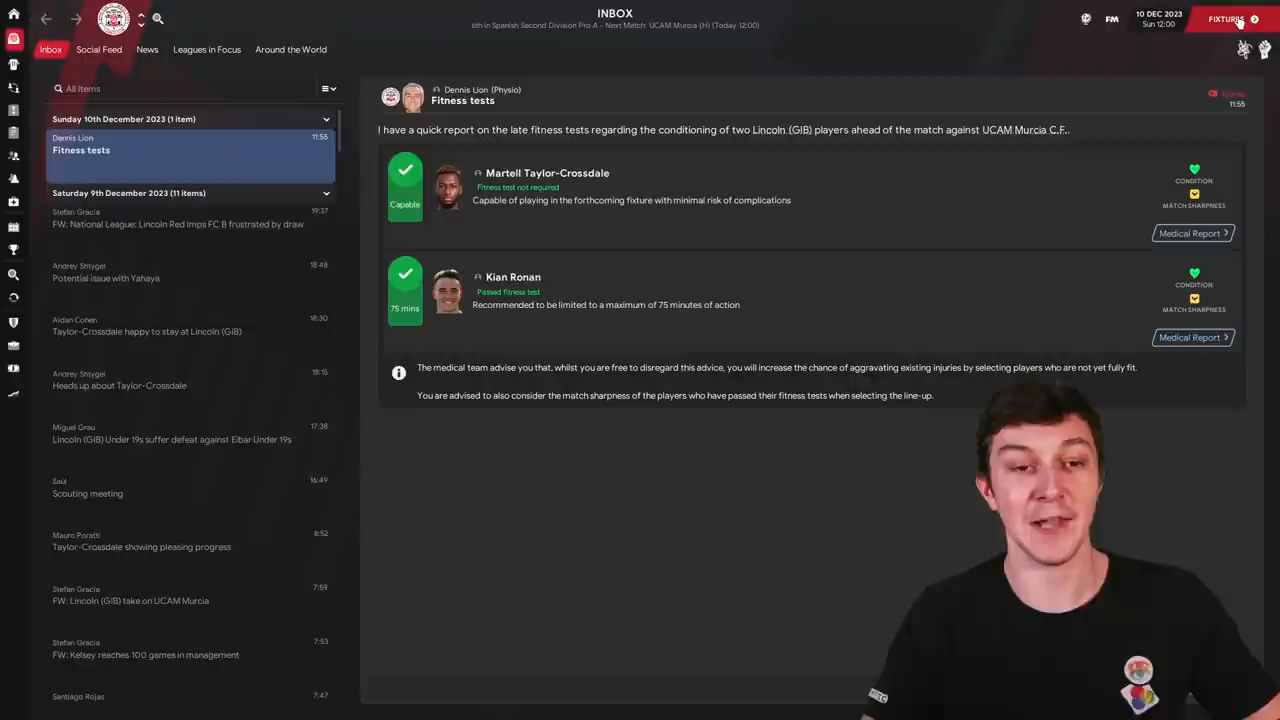 INBOX
6th in Spanish Second Division Pro A - Next Match: UCAM Murcia (H) (Today 12:00)
FM
10 DEC 2023
Sun 12:00
FIXTURES
Inbox
Social Feed
News
Leagues in Focus
Around the World
All Items
Sunday 10th December 2023 (1 item)
Dennis Lion
11:55
Fitness tests
Saturday 9th December 2023 (11 items)
Stefan Gracia
19:37
FW: National League: Lincoln Red Imps FC B frustrated by draw
Andrey Shtygel
18:48
Potential issue with Yahaya
Aidan Cohen
18:30
Taylor-Crossdale happy to stay at Lincoln (GIB)
Andrey Shtygel
18:15
Heads up about Taylor-Crossdale
Miguel Grau
17:38
Lincoln (GIB) Under 19s suffer defeat against Eibar Under 19s
Saúl
16:49
Scouting meeting
Mauro Poratti
8:52
Taylor-Crossdale showing pleasing progress
Stefan Gracia
7:59
FW: Lincoln (GIB) take on UCAM Murcia
Stefan Gracia
7:53
FW: Kelsey reaches 100 games in management
Santiago Rojas
7:47
Dennis Lion (Physio)
Fitness tests
11:55
I have a quick report on the late fitness tests regarding the conditioning of two Lincoln (GIB) players ahead of the match against UCAM Murcia C.F..
Capable
Martell Taylor-Crossdale
Fitness test not required
Capable of playing in the forthcoming fixture with minimal risk of complications
CONDITION
MATCH SHARPNESS
Medical Report
75 mins
Kian Ronan
Passed fitness test
Recommended to be limited to a maximum of 75 minutes of action
CONDITION
MATCH SHARPNESS
Medical Report
The medical team advise you that, whilst you are free to disregard this advice, you will increase the chance of aggravating existing injuries by selecting players who are not yet fully fit.
You are advised to also consider the match sharpness of the players who have passed their fitness tests when selecting the line-up.